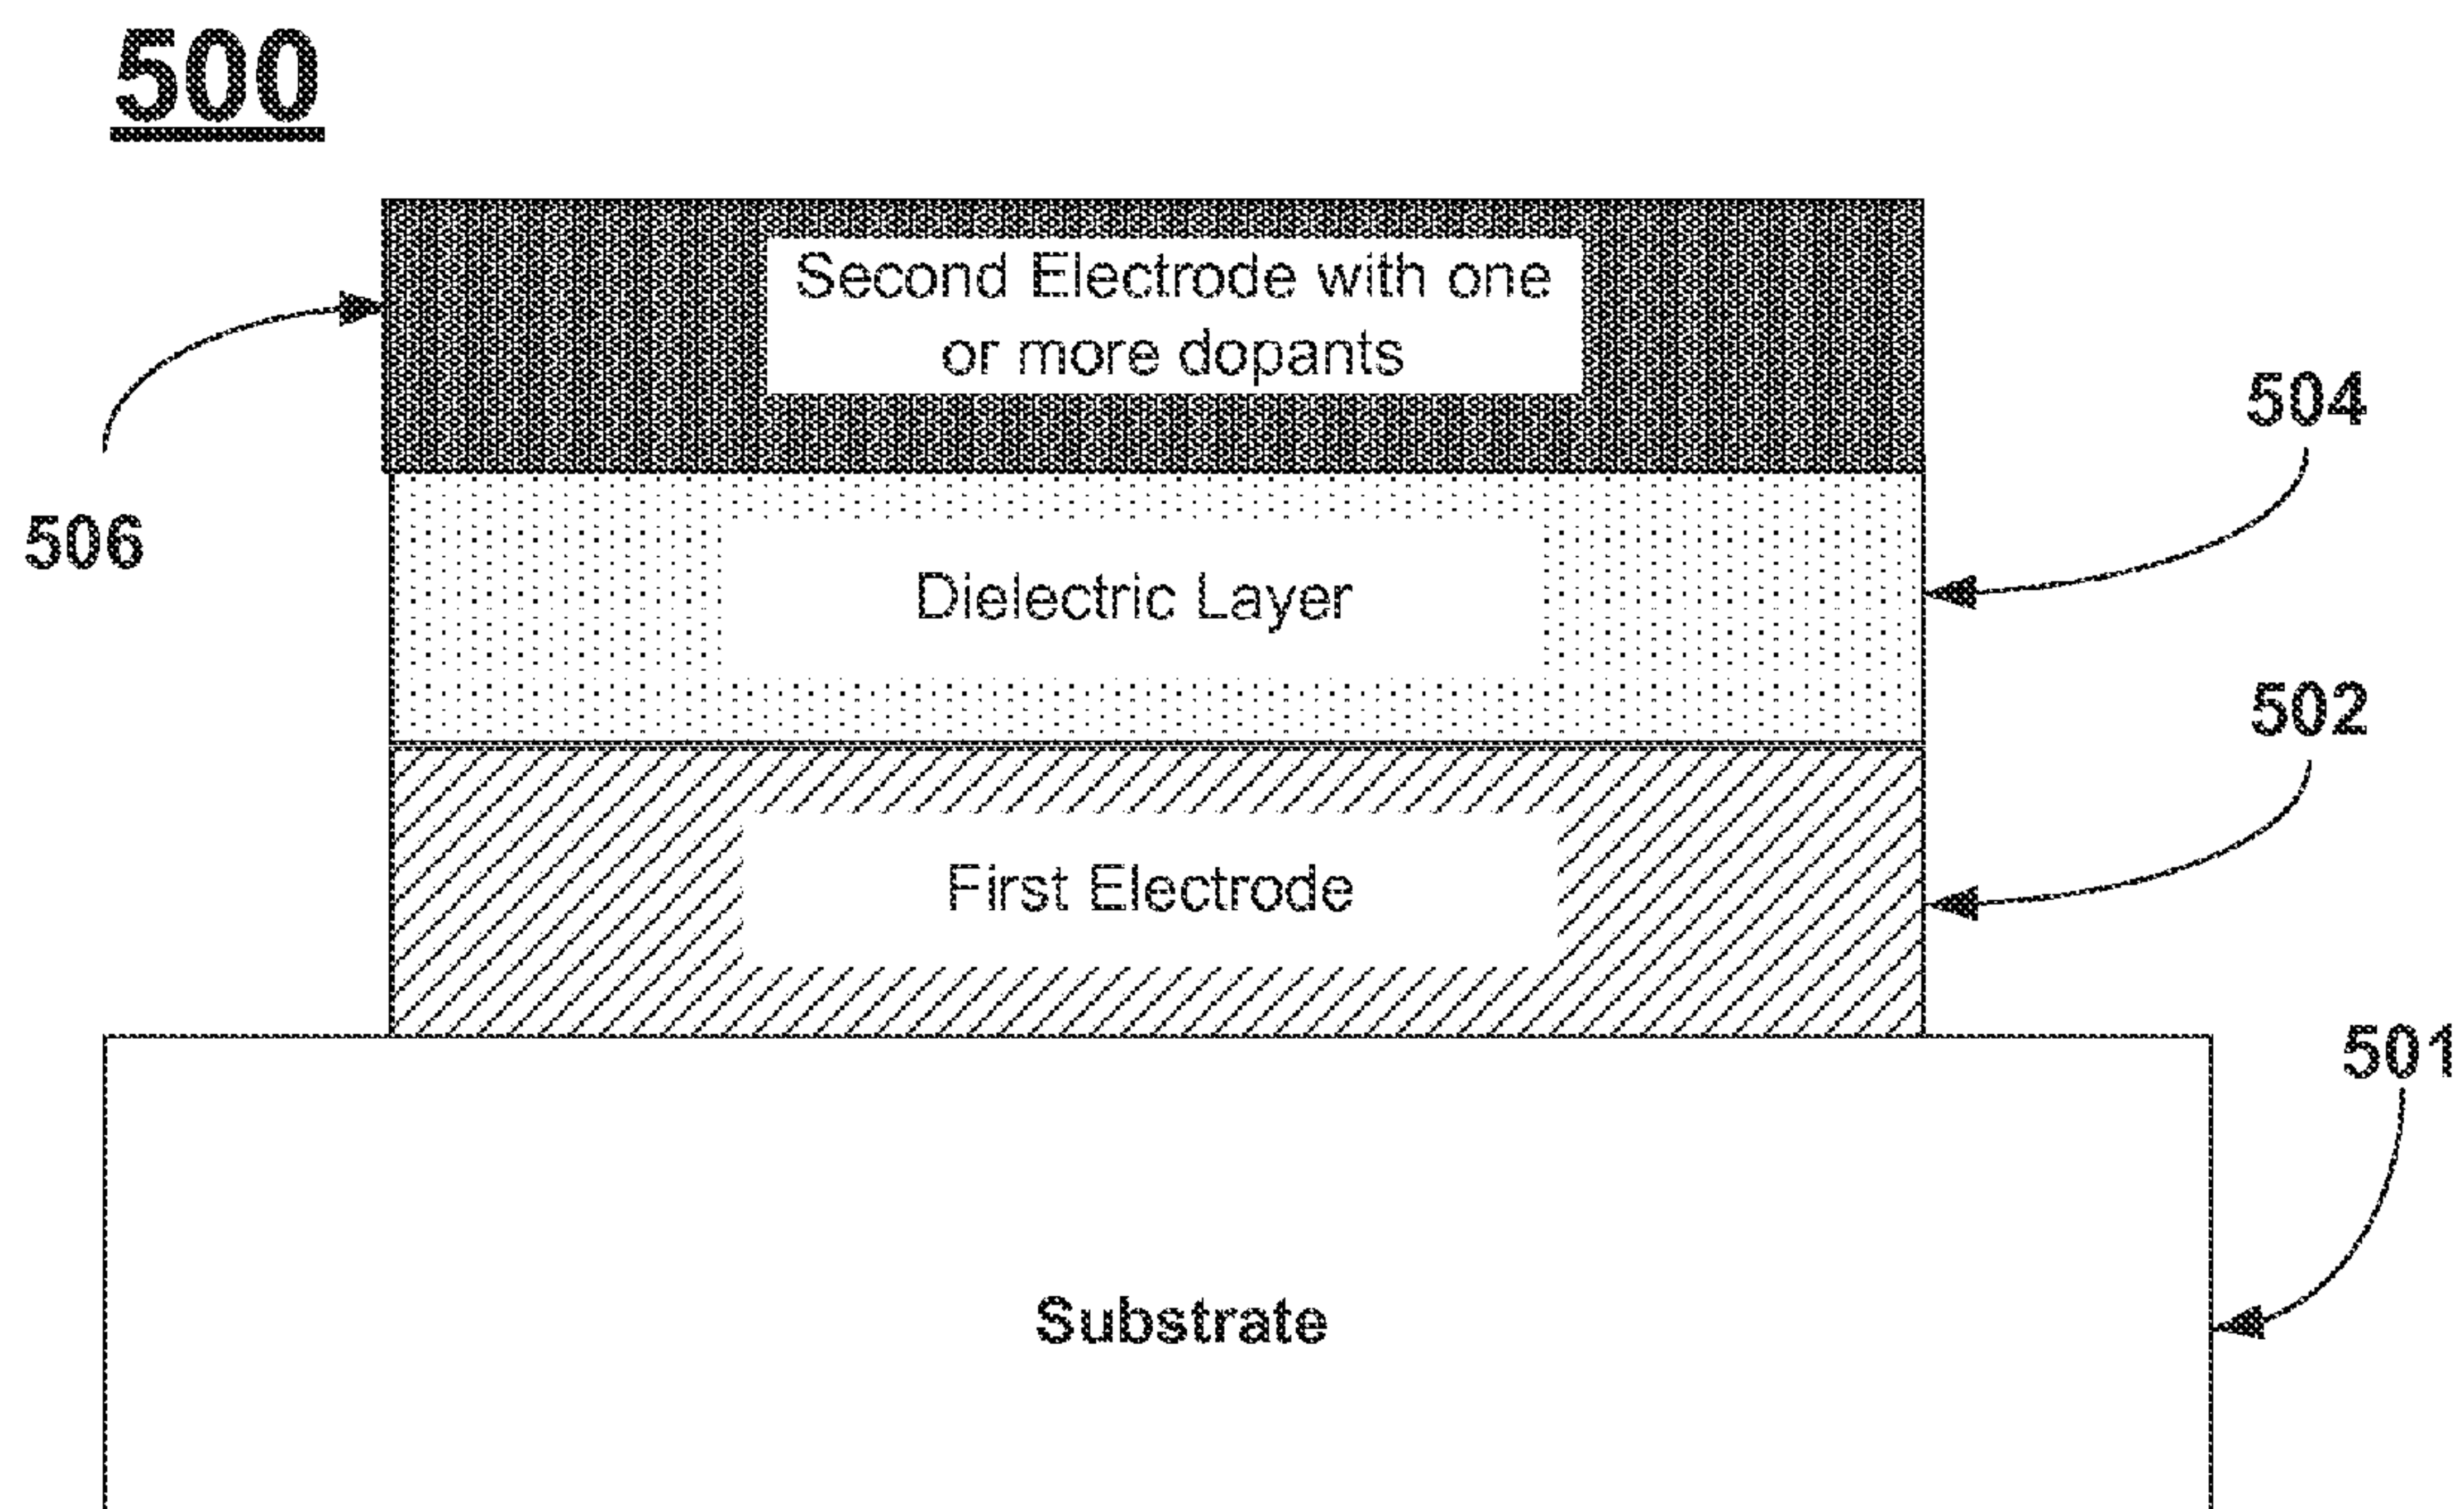 500
Second Electrode with one
or more dopants
504
506
Dielectric Layer
502
First Electrode
501
Substrate